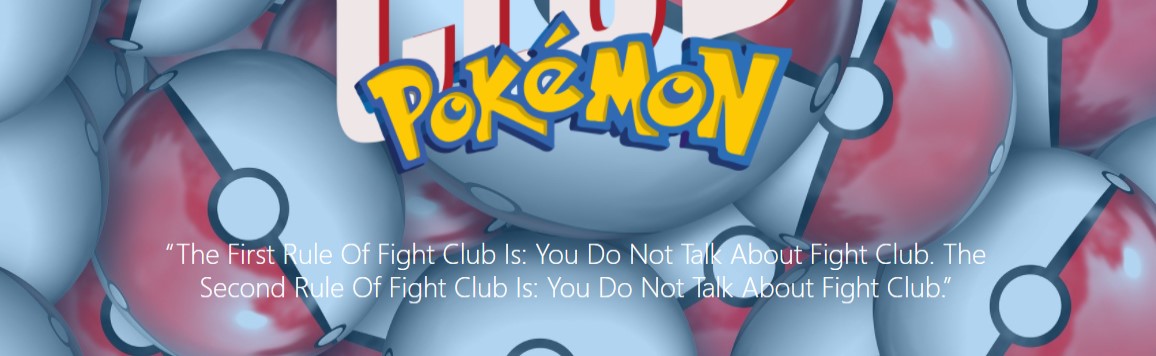 POKÉMON
“The First Rule Of Fight Club Is: You Do Not Talk About Fight Club. The
Second Rule Of Fight Club Is: You Do Not Talk About Fight Club.”